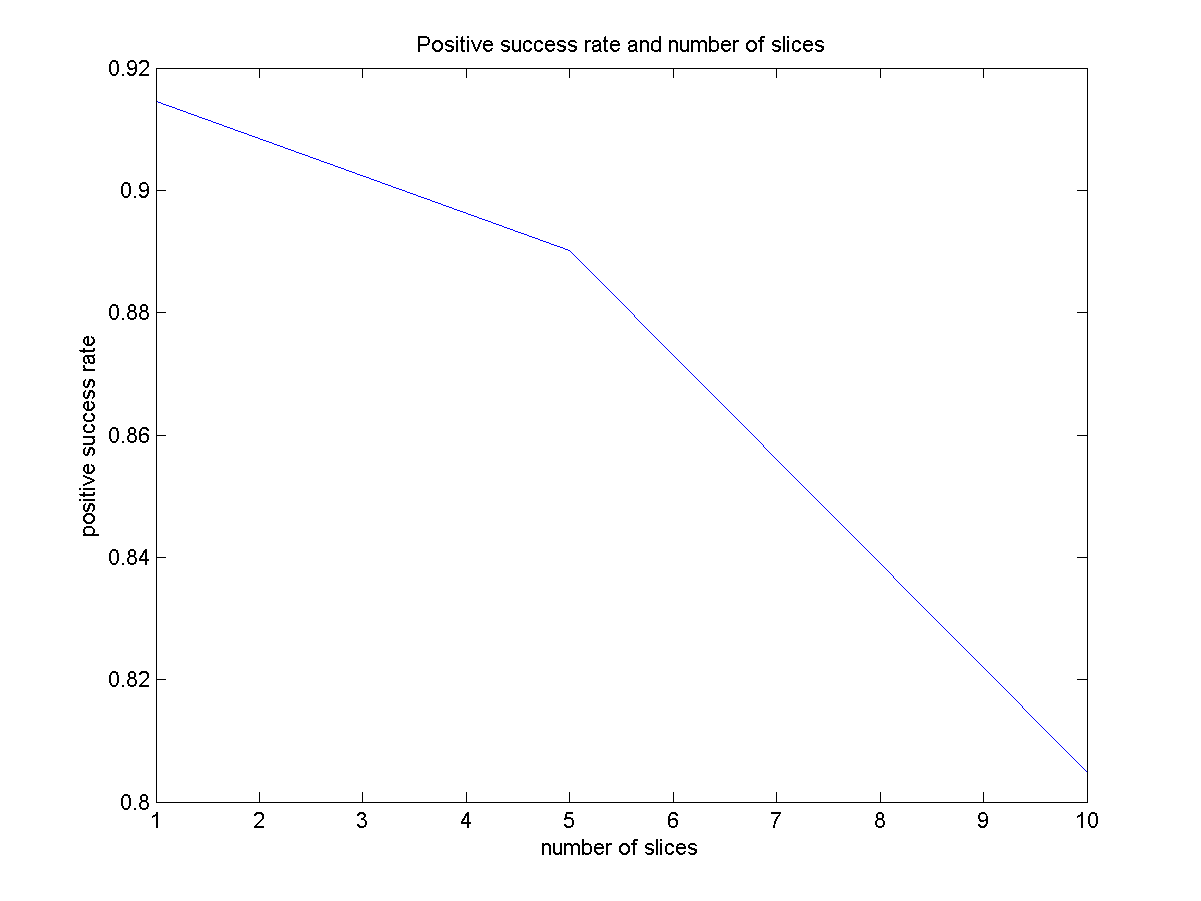 Positive success rate and number of slices
0.92
0.9
0.88
0.86
0.84
0.82
0.8
positive success rate
1 2 3 4 5 6 7 8 9 10
number of slices